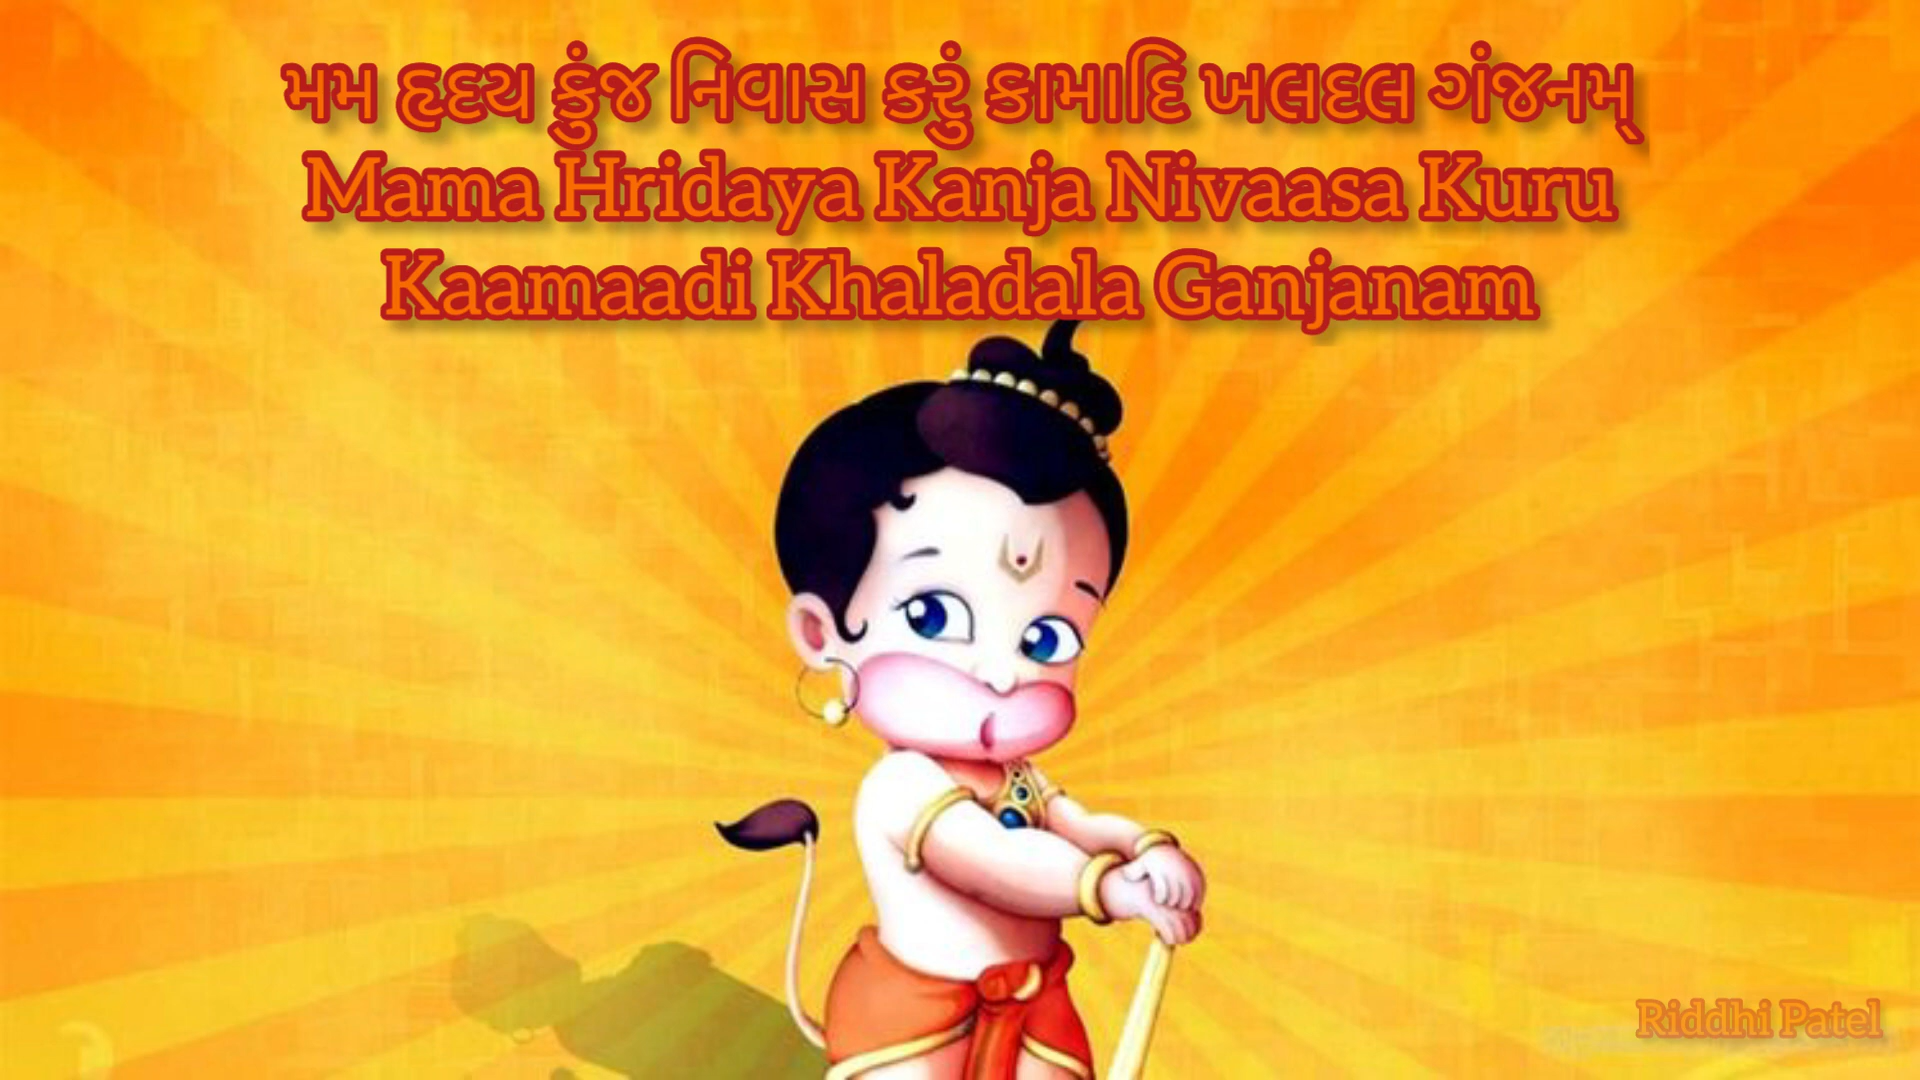 મમ હૃદય કુંજ નિવાસ કરું કામાદિ ખલદલ ગંજનમ્
Mama Hridaya Kanja Nivaasa Kuru
Kaamaadi Khaladala Ganjanam
Riddhi Patel